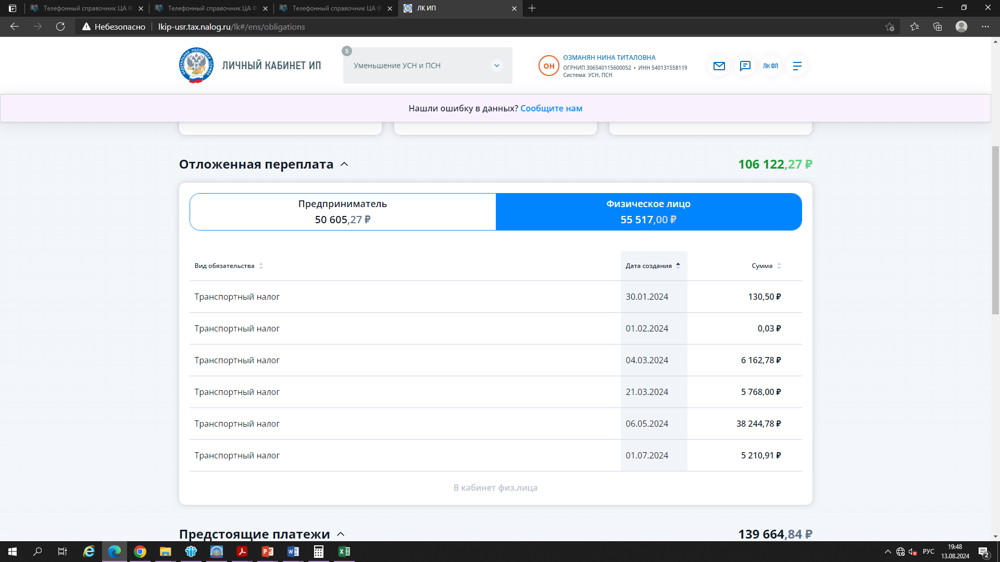 Телефонный справочник ЦА Ф
Телефонный справочник ЦА Ф
Телефонный справочник ЦА Ф
ЛК ИП
Небезопасно
lkip-usr.tax.nalog.ru/lk#/ens/obligations
ФЕДЕРАЛЬНАЯ НАЛОГОВАЯ СЛУЖБА
ЛИЧНЫЙ КАБИНЕТ ИП
5
Уменьшение УСН и ПСН
ОН
ОЗМАНЯН НИНА ТИТАЛОВНА
ОГРНИП 306540115600052 • ИНН 540131558119
Система: УСН, ПСН
ЛК ФЛ
Нашли ошибку в данных? Сообщите нам
Отложенная переплата
106 122,27 ₽
Предприниматель
50 605,27 ₽
Физическое лицо
55 517,00 ₽
Вид обязательства Дата создания Сумма
Транспортный налог 30.01.2024 130,50 ₽
Транспортный налог 01.02.2024 0,03 ₽
Транспортный налог 04.03.2024 6 162,78 ₽
Транспортный налог 21.03.2024 5 768,00 ₽
Транспортный налог 06.05.2024 38 244,78 ₽
Транспортный налог 01.07.2024 5 210,91 ₽
В кабинет физ.лица
Предстоящие платежи
139 664,84 ₽
РУС
19:48
13.08.2024
2